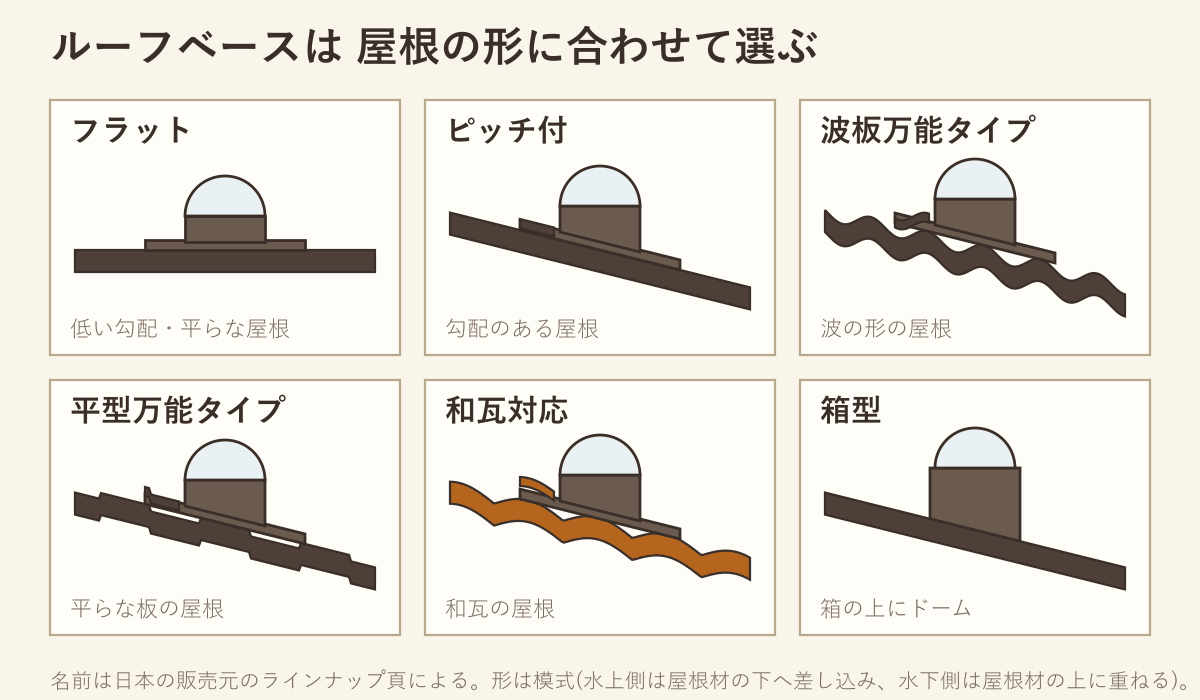 ルーフベースは 屋根の形に合わせて選ぶ
フラット
低い勾配・平らな屋根
ピッチ付
勾配のある屋根
波板万能タイプ
波の形の屋根
平型万能タイプ
平らな板の屋根
和瓦対応
和瓦の屋根
箱型
箱の上にドーム
名前は日本の販売元のラインナップ頁による。形は模式(水上側は屋根材の下へ差し込み、水下側は屋根材の上に重ねる)。